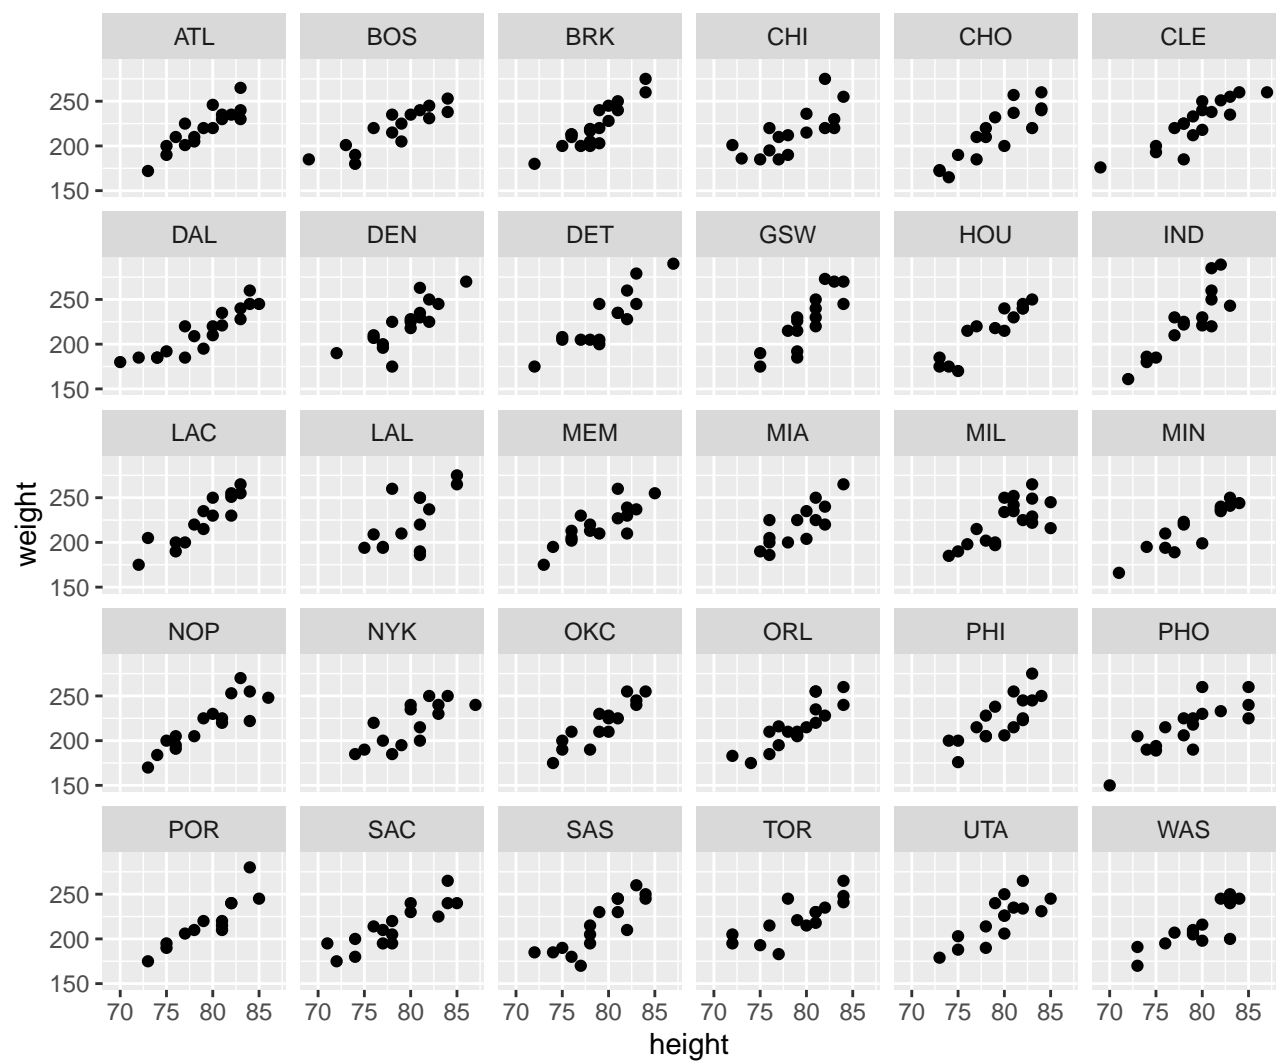 ATL BOS BRK CHI CHO CLE
250
200
150
DAL DEN DET GSW HOU IND
250
200
150
LAC LAL MEM MIA MIL MIN
250
200
150
weight
NOP NYK OKC ORL PHI PHO
250
200
150
POR SAC SAS TOR UTA WAS
250
200
150
70 75 80 85 70 75 80 85 70 75 80 85 70 75 80 85 70 75 80 85 70 75 80 85
height